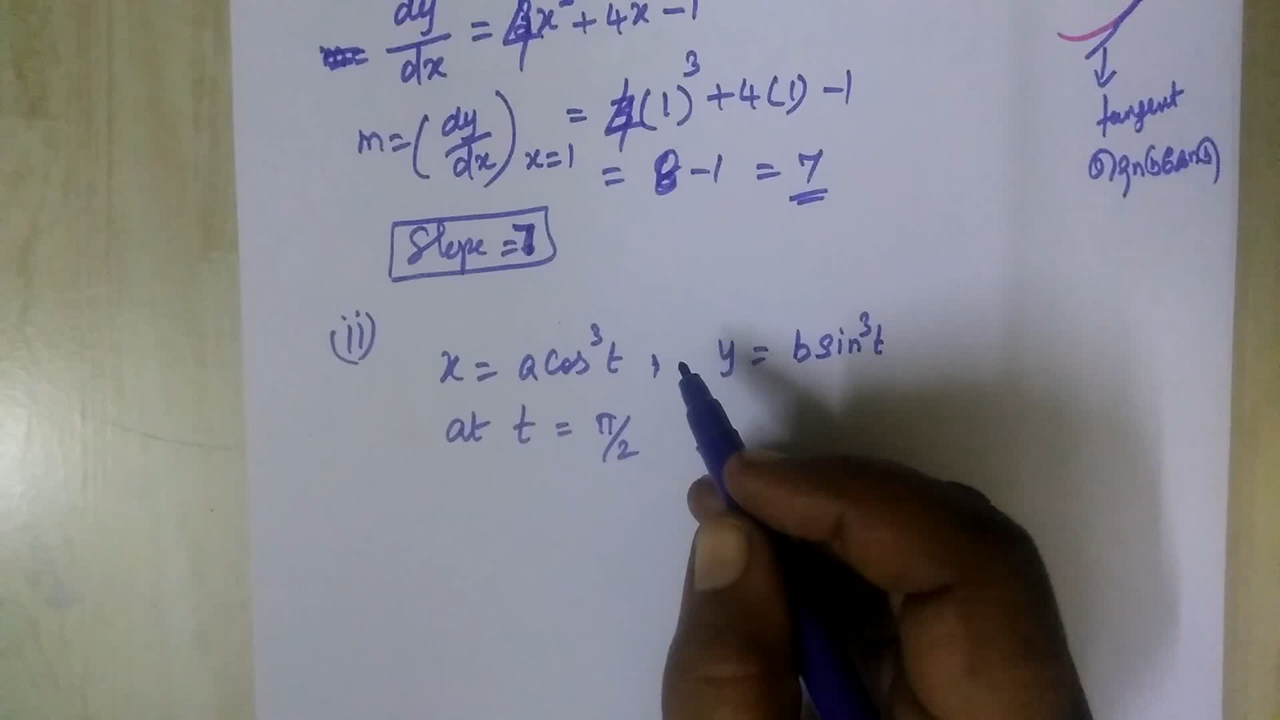 dy/dx = 4x² + 4x - 1
m = (dy/dx) x=1 = 4(1)³ + 4(1) - 1
= 8 - 1 = 7
Slope = 7
tangent
தொடுகோடு
(ii) x = a cos³t , y = b sin³t
at t = π/2